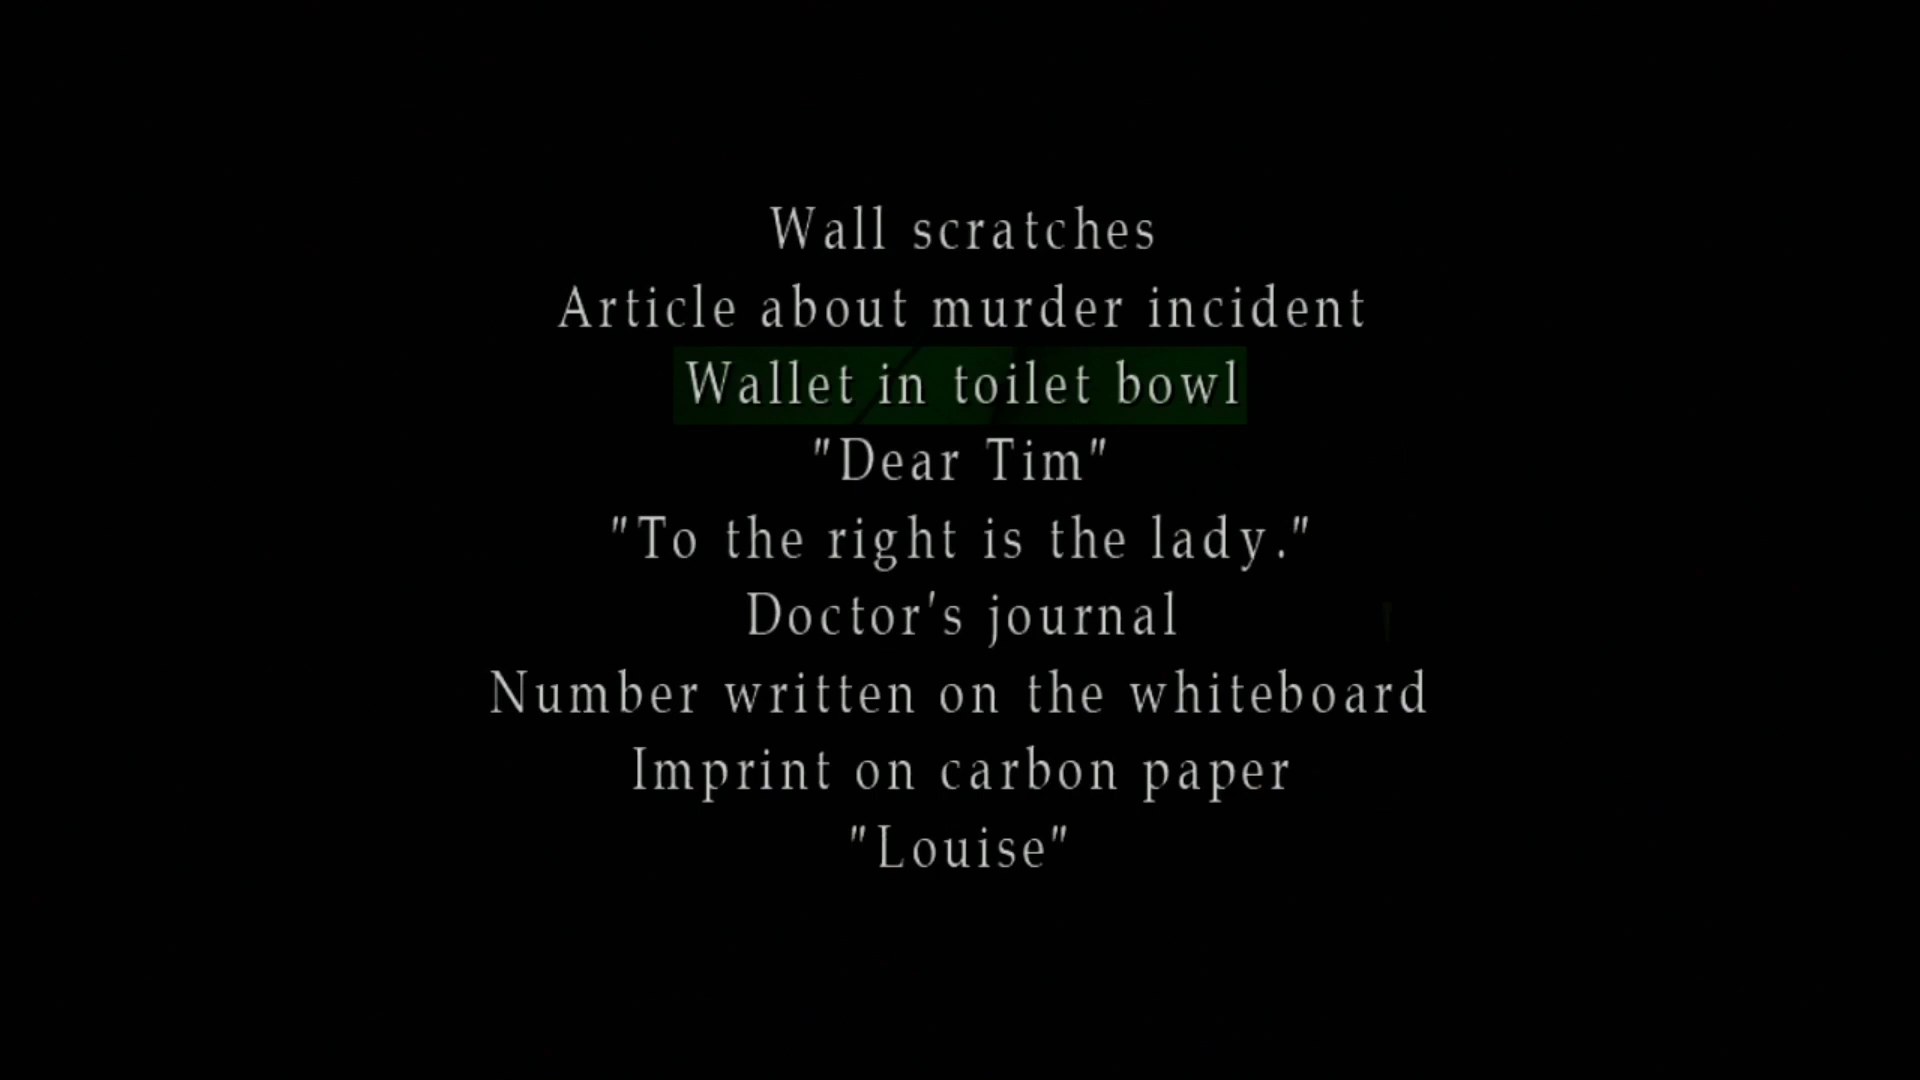 Wall scratches
Article about murder incident
Wallet in toilet bowl
"Dear Tim"
"To the right is the lady."
Doctor's journal
Number written on the whiteboard
Imprint on carbon paper
"Louise"